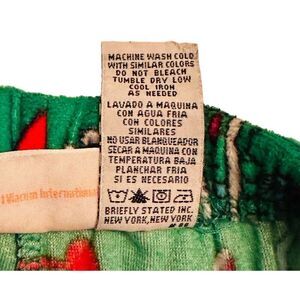 MACHINE WASH COLD
WITH SIMILAR COLORS
DO NOT BLEACH
TUMBLE DRY LOW
COOL IRON
AS NEEDED
LAVADO A MAQUINA
CON AGUA FRIA
CON COLORES
SIMILARES
NO USAR BLANQUEADOR
SECAR A MAQUINA CON
TEMPERATURA BAJA
PLANCHAR FRIA
SI ES NECESARIO
BRIEFLY STATED INC.
NEW YORK, NEW YORK
Viacom International